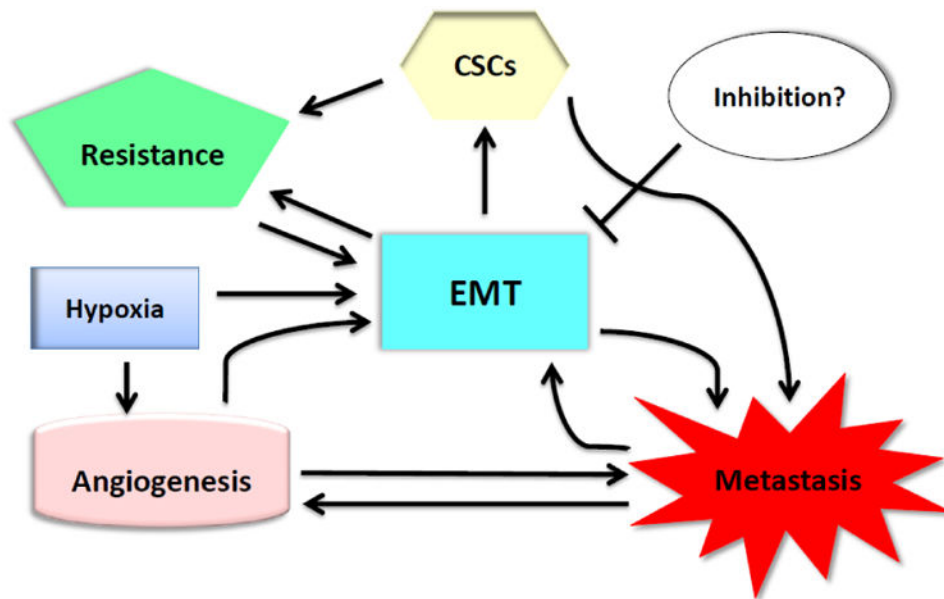 CSCs
Inhibition?
Resistance
EMT
Hypoxia
Angiogenesis
Metastasis